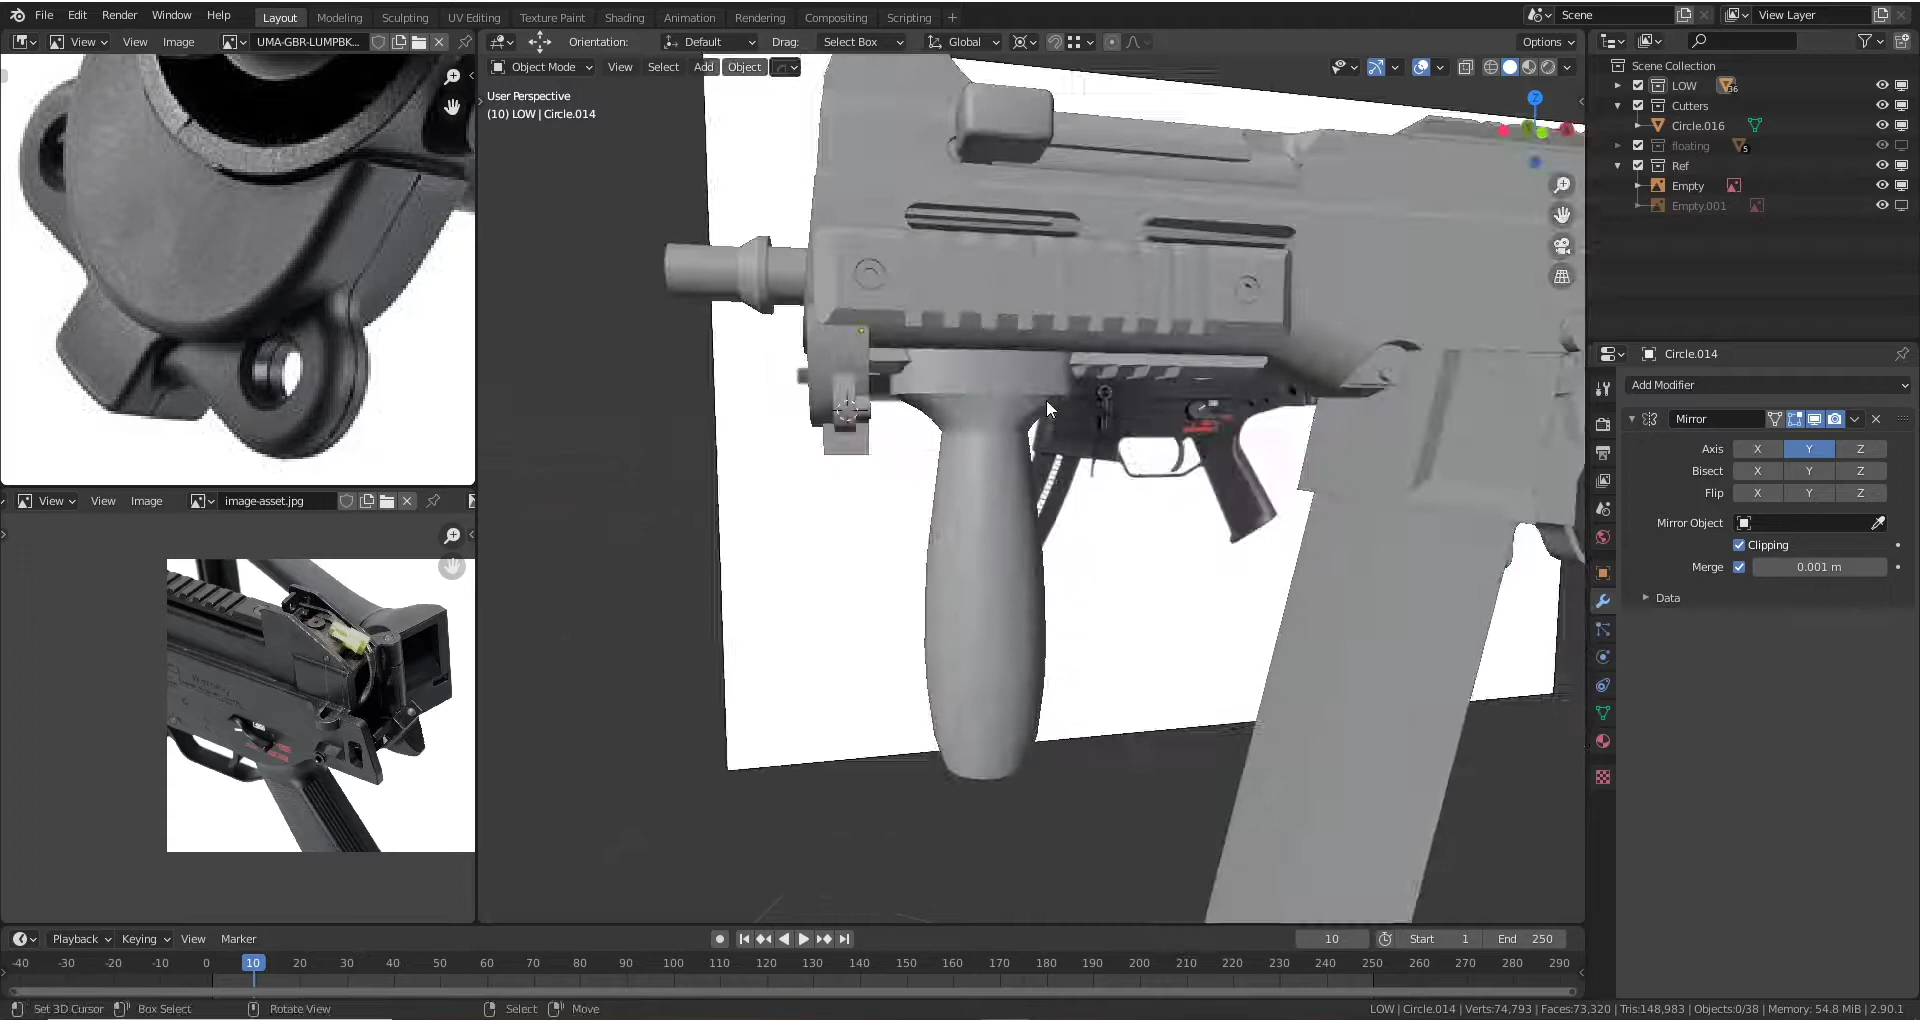 File Edit Render Window Help
Layout Modeling Sculpting UV Editing Texture Paint Shading Animation Rendering Compositing Scripting +
Scene View Layer
View View Image UMA-GBR-LUMPBK...
Orientation: Default Drag: Select Box Global Options
Object Mode View Select Add Object
User Perspective
(10) LOW | Circle.014
Z
Scene Collection
LOW 36
Cutters
Circle.016
floating 5
Ref
Empty
Empty.001
Circle.014
Add Modifier
Mirror
Axis X Y Z
Bisect X Y Z
Flip X Y Z
Mirror Object
Clipping
Merge 0.001 m
Data
View View Image image-asset.jpg
Playback Keying View Marker
10 Start 1 End 250
-40 -30 -20 -10 0 10 20 30 40 50 60 70 80 90 100 110 120 130 140 150 160 170 180 190 200 210 220 230 240 250 260 270 280 290
Set 3D Cursor Box Select Rotate View Select Move
LOW | Circle.014 | Verts:74,793 | Faces:73,320 | Tris:148,983 | Objects:0/38 | Memory: 54.8 MiB | 2.90.1